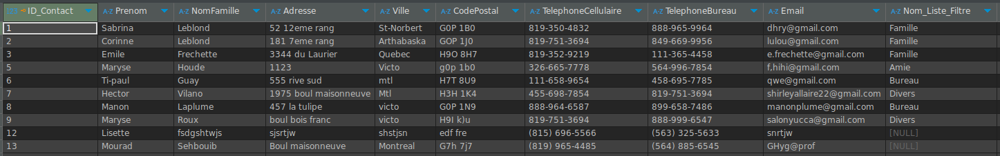 123 ID_Contact A-Z Prenom A-Z NomFamille A-Z Adresse A-Z Ville A-Z CodePostal A-Z TelephoneCellulaire A-Z TelephoneBureau A-Z Email A-Z Nom_Liste_Filtre
1 Sabrina Leblond 52 12eme rang St-Norbert G0P 1B0 819-350-4832 888-965-9964 dhry@gmail.com Famille
2 Corinne Leblond 181 7eme rang Arthabaska GOP 1J0 819-751-3694 849-669-9956 lulou@gmail.com Famille
3 Emile Frechette 3344 du Laurier Quebec H9O 8H7 819-352-9219 111-365-4458 e.frechette@gmail.com Famille
5 Maryse Houde 1123 Victo g0p 1b0 326-665-7778 564-996-7854 f,hihi@gmail.com Amie
6 Ti-paul Guay 555 rive sud mtl H7T 8U9 111-658-9654 458-695-7785 qwe@gmail.com Bureau
7 Hector Vilano 1975 boul maisonneuve Mtl H3H 1K4 455-698-7854 819-751-3694 shirleyallaire22@gmail.com Divers
8 Manon Laplume 457 la tulipe victo G0P 1N9 888-964-6587 899-658-7486 manonplume@gmail.com Bureau
9 Maryse Roux boul bois franc victo H9I k)u 819-751-3694 888-999-6547 salonyucca@gmail.com Divers
12 Lisette fsdgshtwjs sjsrtjw shstjsn edf fre (815) 696-5566 (563) 325-5633 snrtjw [NULL]
13 Mourad Sehbouib Boul maisonneuve Montreal G7h 7j7 (819) 965-4485 (564) 885-6545 GHyg@prof [NULL]